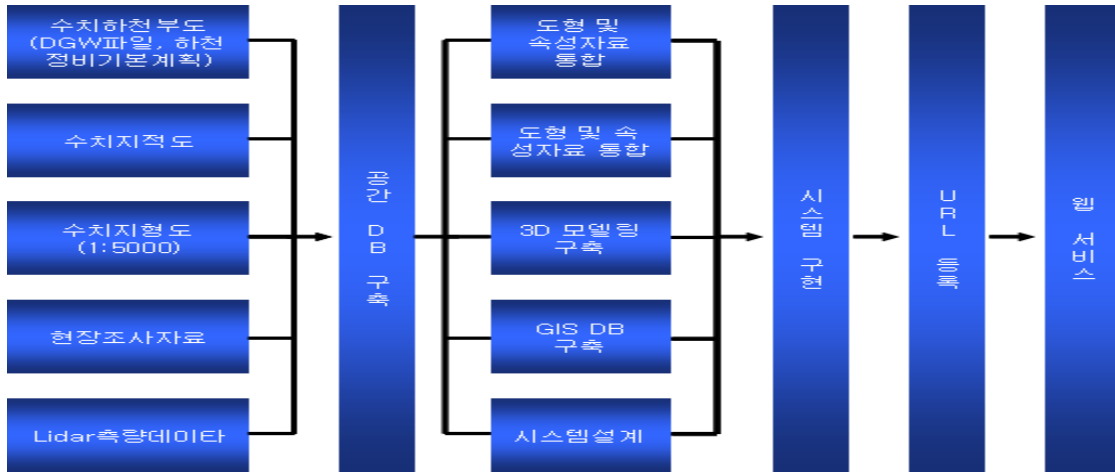 수치하천부도
(DGW파일, 하천
정비기본계획)
수치지적도
수치지형도
(1:5000)
현장조사자료
Lidar측량데이타
공간 DB 구축
도형 및
속성자료
통합
도형 및 속
성자료 통합
3D 모델링
구축
GIS DB
구축
시스템설계
시스템 구현
URL 등록
웹 서비스